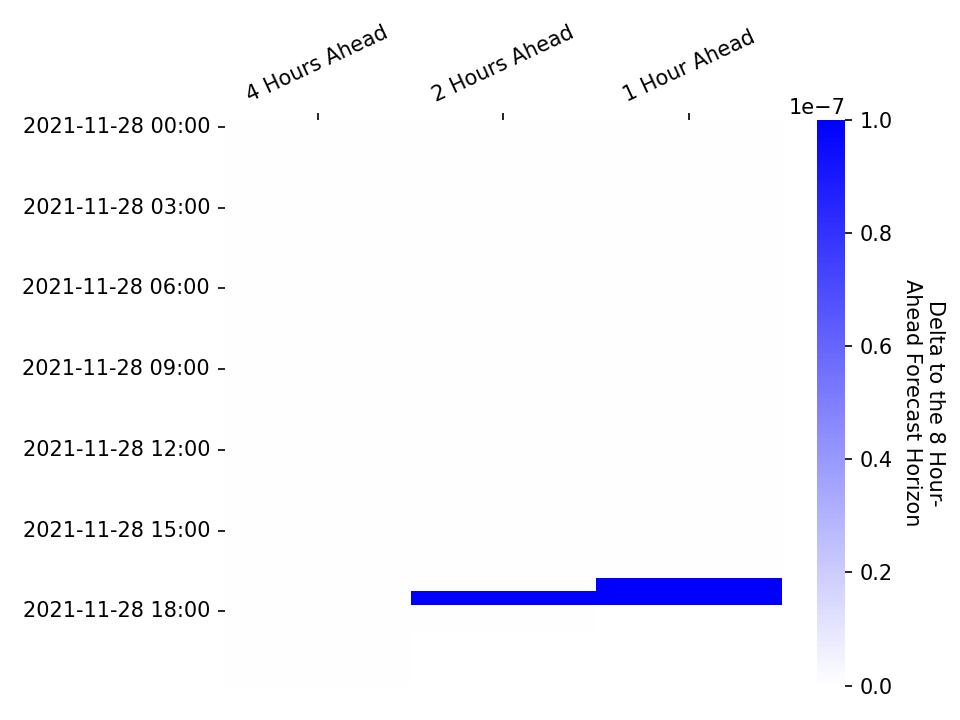 4 Hours Ahead
2 Hours Ahead
1 Hour Ahead
2021-11-28 00:00
2021-11-28 03:00
2021-11-28 06:00
2021-11-28 09:00
2021-11-28 12:00
2021-11-28 15:00
2021-11-28 18:00
1e−7
1.0
0.8
0.6
0.4
0.2
0.0
Delta to the 8 Hour-
Ahead Forecast Horizon